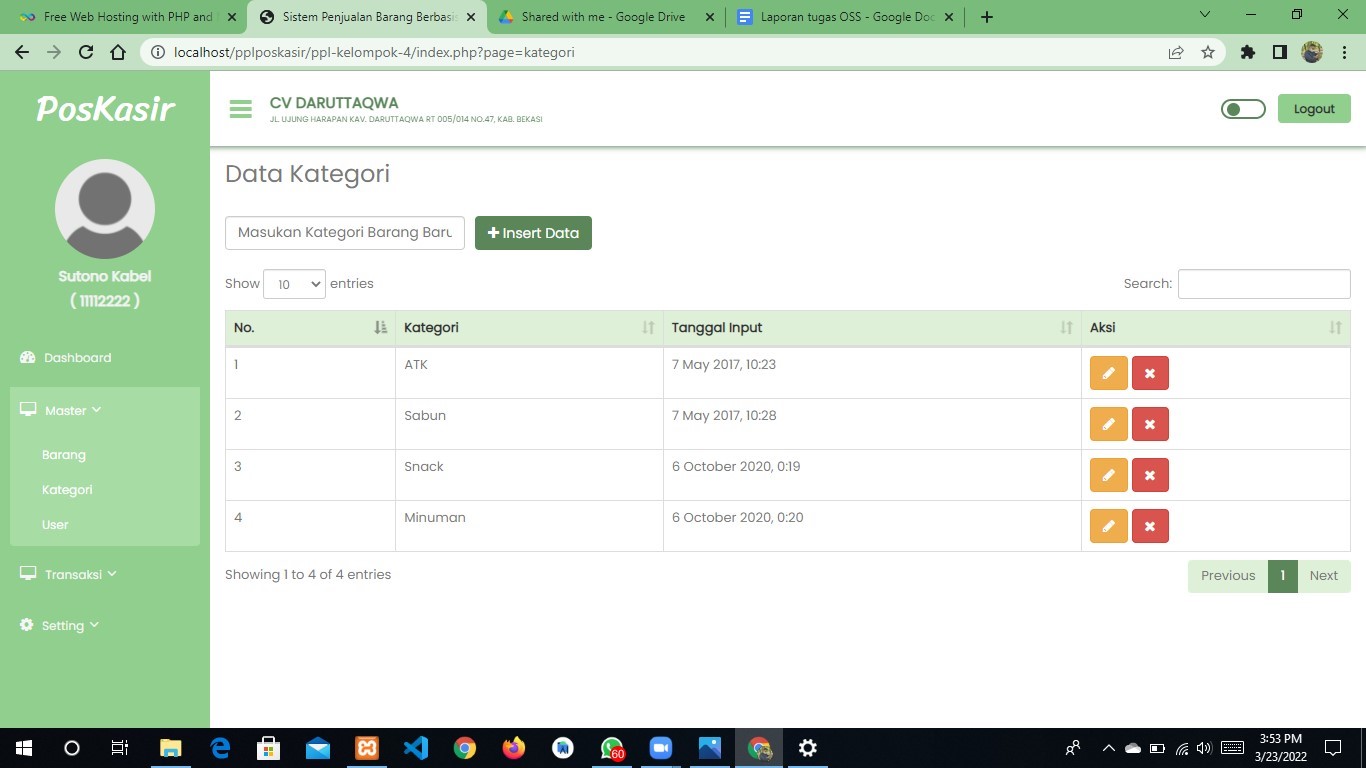 Free Web Hosting with PHP and
Sistem Penjualan Barang Berbasis
Shared with me - Google Drive
Laporan tugas OSS - Google Doc
localhost/pplposkasir/ppl-kelompok-4/index.php?page=kategori
PosKasir
CV DARUTTAQWA
JL. UJUNG HARAPAN KAV. DARUTTAQWA RT 005/014 NO.47, KAB. BEKASI
Logout
Sutono Kabel
( 11112222 )
Dashboard
Master
Barang
Kategori
User
Transaksi
Setting
Data Kategori
Masukan Kategori Barang Baru
Insert Data
Show 10 entries
Search:
No. Kategori Tanggal Input Aksi
1 ATK 7 May 2017, 10:23
2 Sabun 7 May 2017, 10:28
3 Snack 6 October 2020, 0:19
4 Minuman 6 October 2020, 0:20
Showing 1 to 4 of 4 entries
Previous 1 Next
60
3:53 PM
3/23/2022